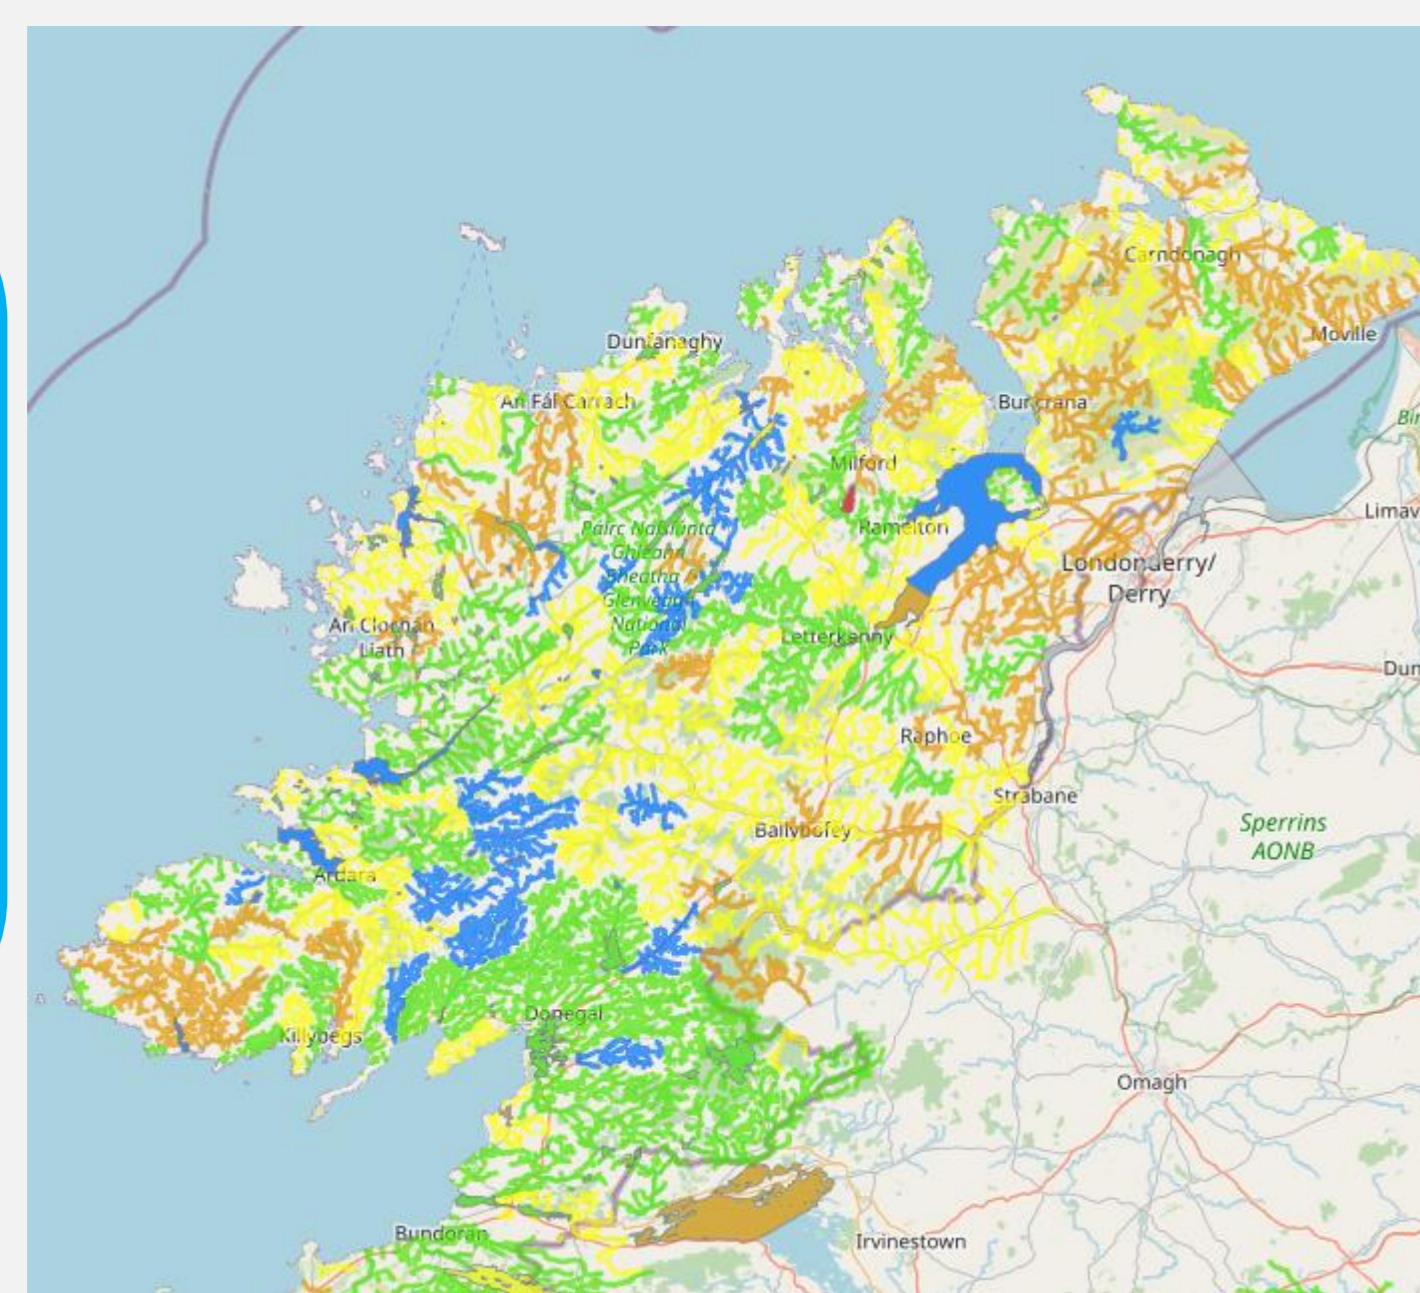 Carndonagh
Moville
Dunfanaghy
An Fál Carrach
Buncrana
Milford
Ramelton
Limav
Páirc Náisiúnta
Ghleann
Bheatha /
Glenveagh
National
Park
Londonderry/
Derry
An Clochán
Liath
Letterkenny
Dun
Raphoe
Strabane
Ballybofey
Sperrins
AONB
Ardara
Donegal
Killybegs
Omagh
Bundoran
Irvinestown